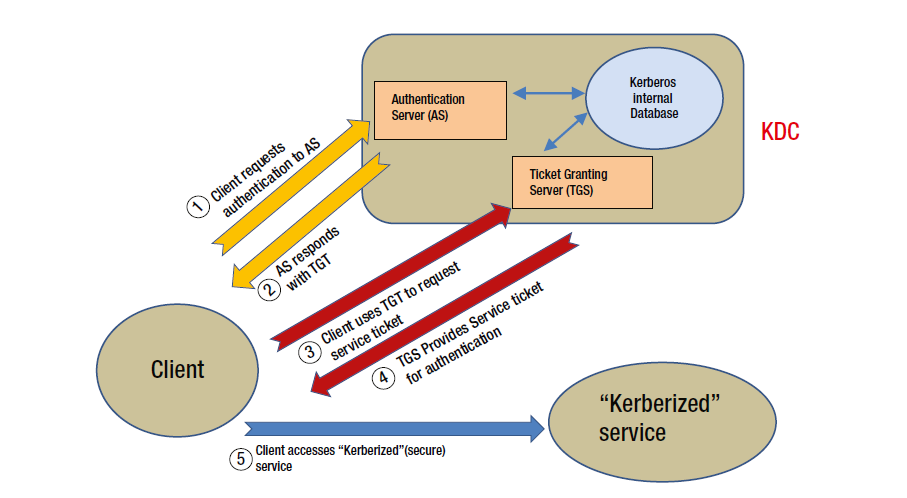 Kerberos
internal
Database
Authentication
Server (AS)
KDC
Ticket Granting
Server (TGS)
1 Client requests
authentication to AS
2 AS responds
with TGT
3 Client uses TGT to request
service ticket
4 TGS Provides Service ticket
for authentication
Client
“Kerberized”
service
5 Client accesses “Kerberized”(secure)
service